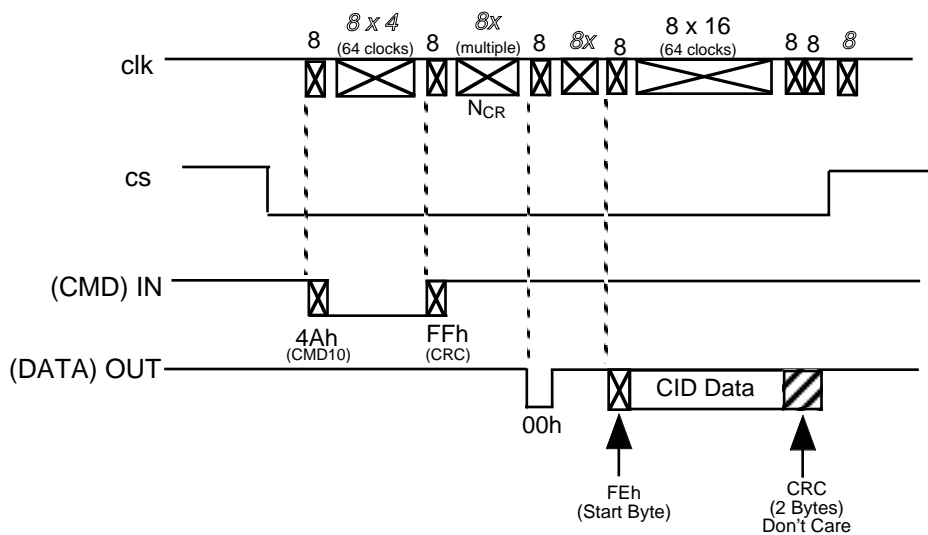 8 x 4
8x
8 x 16
8
(64 clocks)
8
(multiple)
8
8x
8
(64 clocks)
8 8
8
clk
NCR
cs
(CMD) IN
4Ah
(CMD10)
FFh
(CRC)
(DATA) OUT
CID Data
00h
FEh
(Start Byte)
CRC
(2 Bytes)
Don't Care